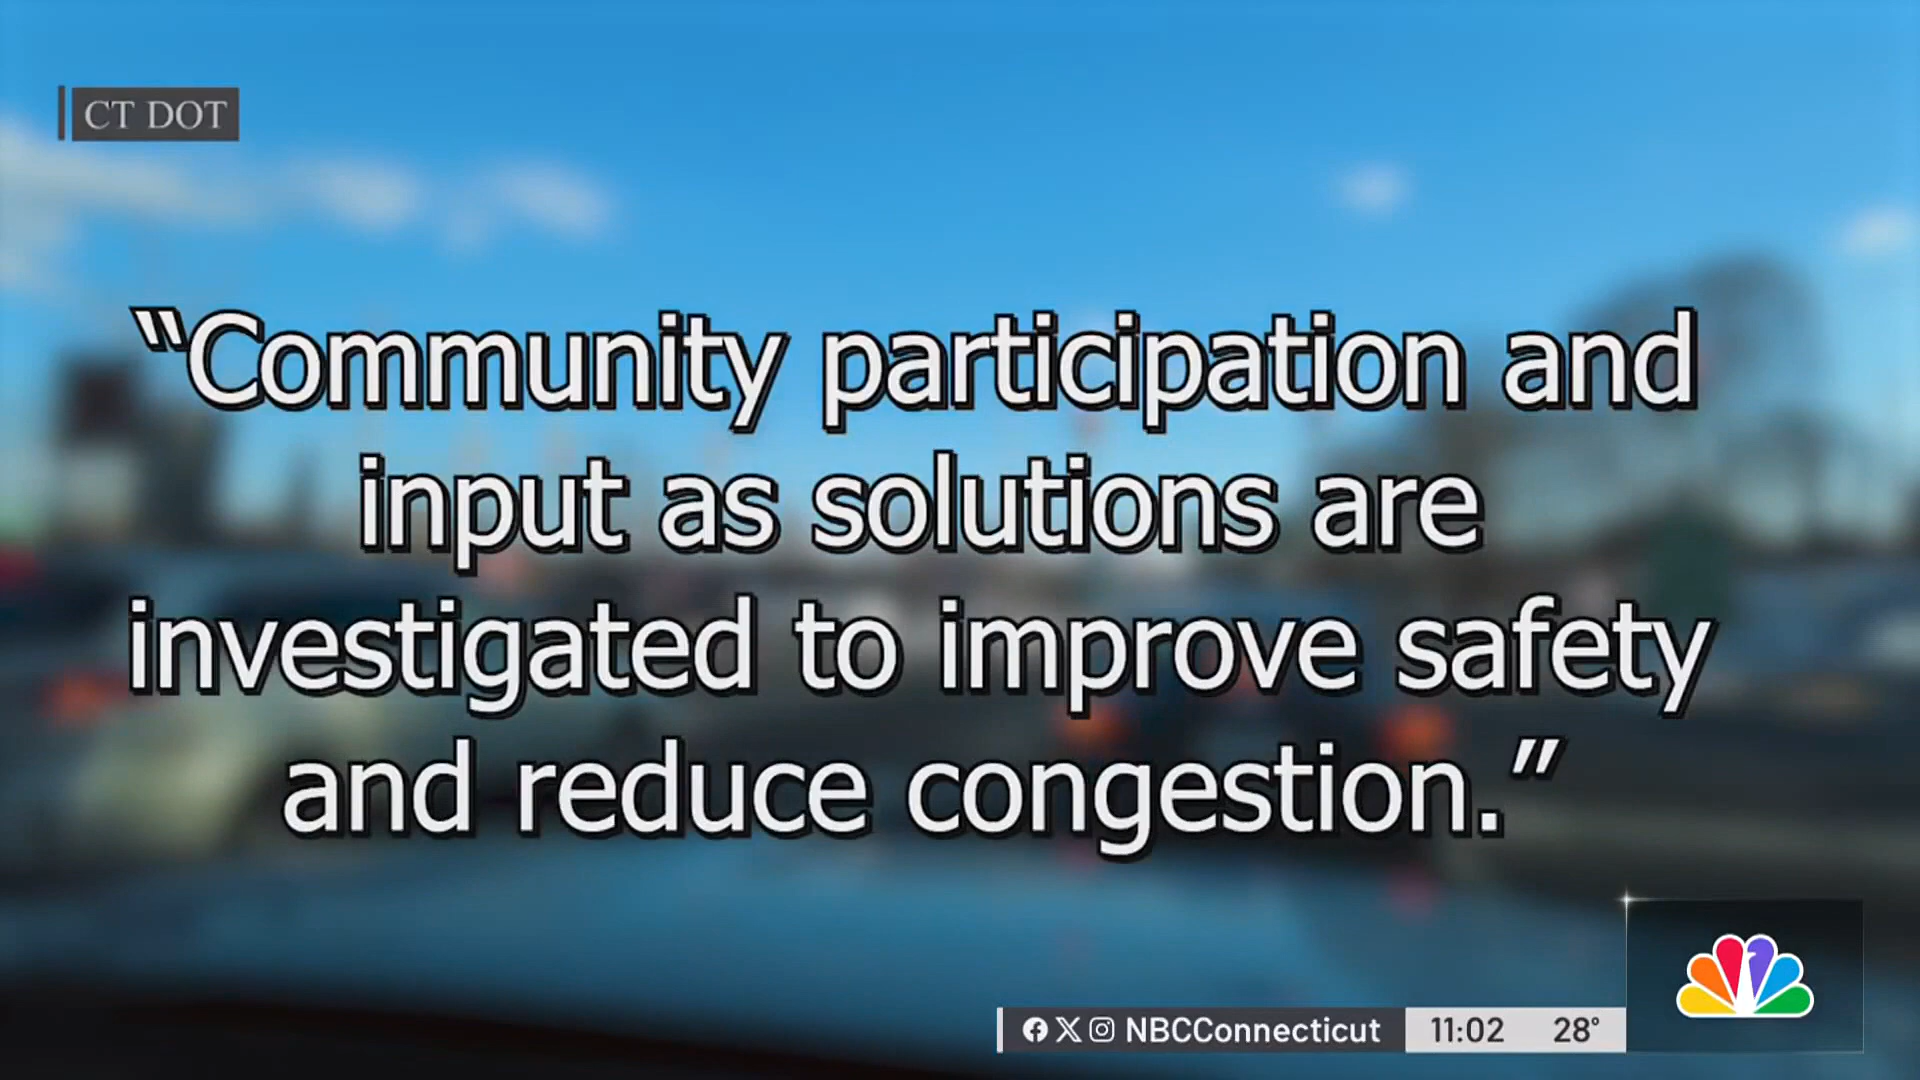 CT DOT
“Community participation and
input as solutions are
investigated to improve safety
and reduce congestion.”
NBCConnecticut 11:02 28°